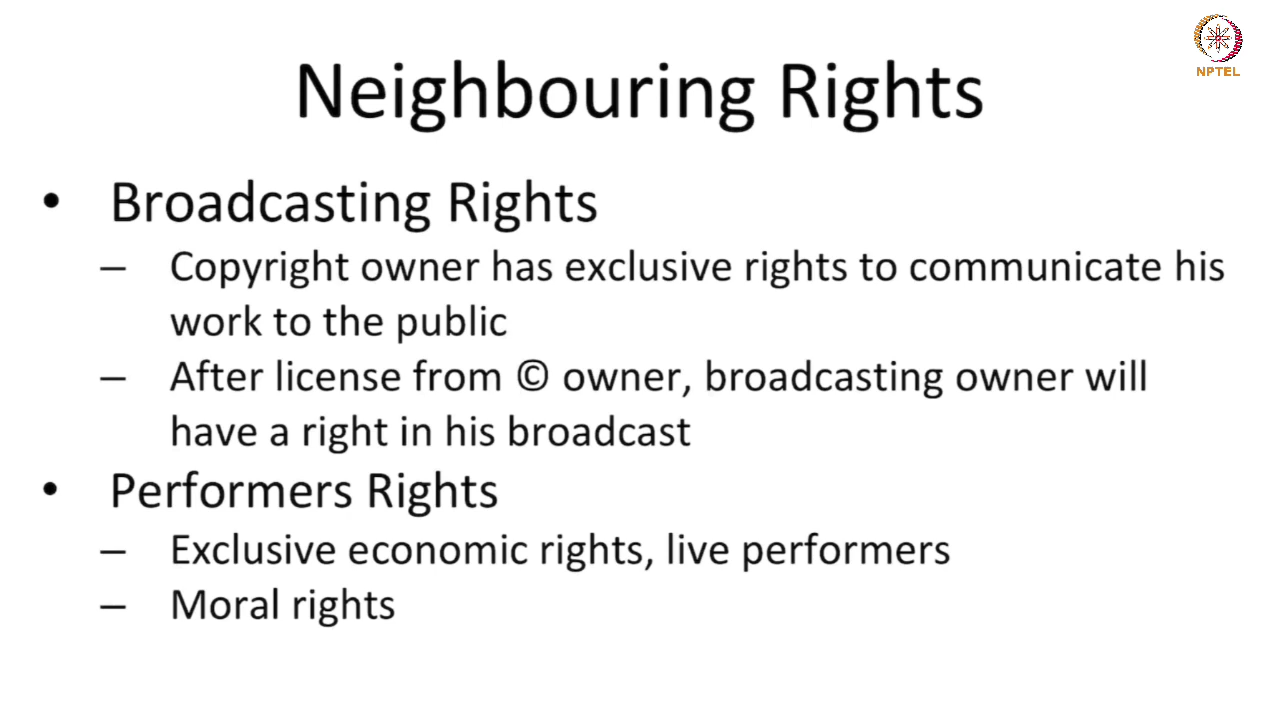 NPTEL
Neighbouring Rights
• Broadcasting Rights
– Copyright owner has exclusive rights to communicate his
work to the public
– After license from © owner, broadcasting owner will
have a right in his broadcast
• Performers Rights
– Exclusive economic rights, live performers
– Moral rights